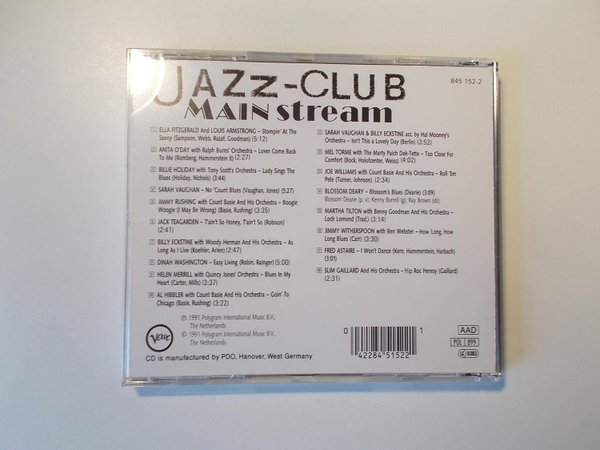 JAZZ-CLUB
845 152-2
MAIN stream
ELLA FITZGERALD And LOUIS ARMSTRONG – Stompin' At The
Savoy (Sampson, Webb, Razaf, Goodman) 5:12
ANITA O'DAY with Ralph Burns' Orchestra – Lover Come Back
To Me (Romberg, Hammerstein II) 2:27
BILLIE HOLIDAY with Tony Scott's Orchestra – Lady Sings The
Blues (Holiday, Nichols) 3:44
SARAH VAUGHAN – No 'Count Blues (Vaughan, Jones) 5:27
JIMMY RUSHING with Count Basie And His Orchestra – Boogie
Woogie (I May Be Wrong) (Basie, Rushing) 3:35
JACK TEAGARDEN – T'ain't So Honey, T'ain't So (Robison)
2:41
BILLY ECKSTINE with Woody Herman And His Orchestra – As
Long As I Live (Koehler, Arlen) 2:47
DINAH WASHINGTON – Easy Living (Robin, Rainger) 5:00
HELEN MERRILL with Quincy Jones' Orchestra – Blues in My
Heart (Carter, Mills) 3:37
AL HIBBLER with Count Basie And His Orchestra – Goin' To
Chicago (Basie, Rushing) 3:22
SARAH VAUGHAN & BILLY ECKSTINE acc. by Hal Mooney's
Orchestra – Isn't This a Lovely Day (Berlin) 3:52
MEL TORME with The Marty Paich Dek-Tette – Too Close For
Comfort (Bock, Holofcenter, Weiss) 4:02
JOE WILLIAMS with Count Basie And His Orchestra – Roll 'Em
Pete (Turner, Johnson) 2:34
BLOSSOM DEARY – Blossom's Blues (Dearie) 3:09
Blossom Dearie (p, v); Kenny Burrell (g); Ray Brown (bb)
MARTHA TILTON with Benny Goodman And His Orchestra –
Loch Lomond (Trad.) 3:14
JIMMY WITHERSPOON with Ben Webster – How Long, How
Long Blues (Carr) 3:30
FRED ASTAIRE – I Won't Dance (Kern, Hammerstein, Harbach)
3:01
SLIM GAILLARD And His Orchestra – Hip Roc Heresy (Gaillard)
2:31
℗ 1991 Polygram International Music B.V.,
The Netherlands
© 1991 Polygram International Music B.V.,
The Netherlands
Verve
CD is manufactured by PDO, Hanover, West Germany
0 42284 51522 1
AAD
PDL 899
LC 0383